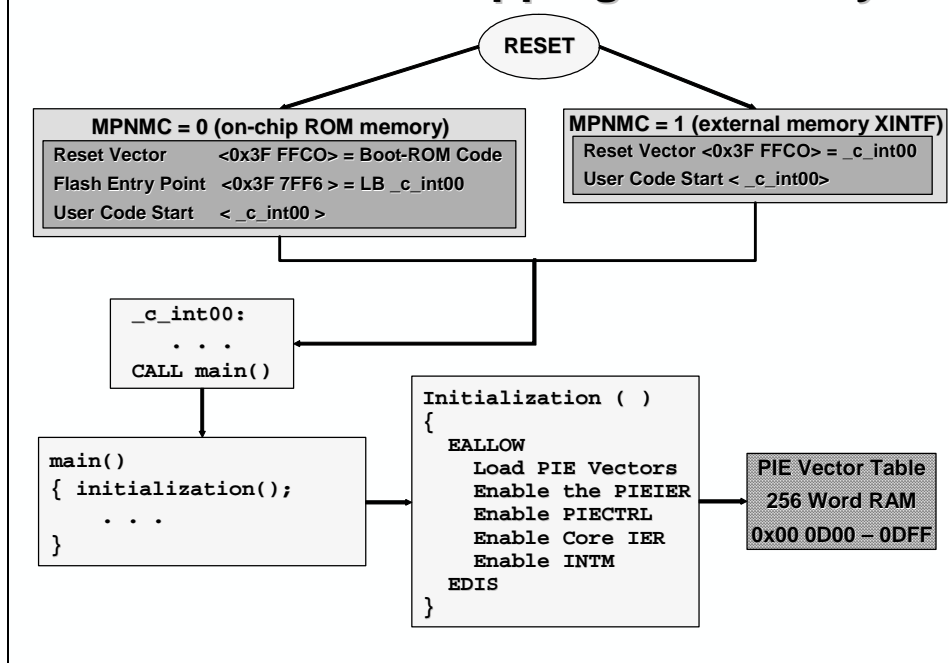 RESET
MPNMC = 0 (on-chip ROM memory)
Reset Vector <0x3F FFCO> = Boot-ROM Code
Flash Entry Point <0x3F 7FF6 > = LB _c_int00
User Code Start < _c_int00 >
MPNMC = 1 (external memory XINTF)
Reset Vector <0x3F FFCO> = _c_int00
User Code Start < _c_int00>
_c_int00:
. . .
CALL main()
main()
{ initialization();
. . .
}
Initialization ( )
{
EALLOW
Load PIE Vectors
Enable the PIEIER
Enable PIECTRL
Enable Core IER
Enable INTM
EDIS
}
PIE Vector Table
256 Word RAM
0x00 0D00 – 0DFF